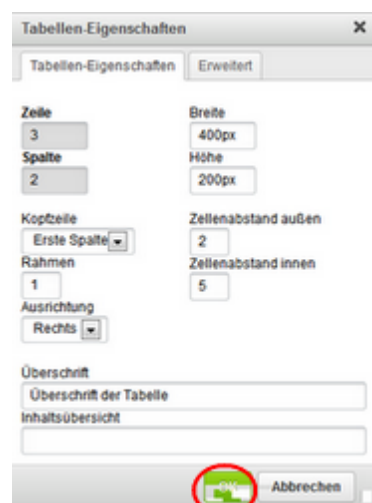 Tabellen-Eigenschaften
Tabellen-Eigenschaften Erweitert
Zeile Breite
3 400px
Spalte Höhe
2 200px
Kopfzeile Zellenabstand außen
Erste Spalte 2
Rahmen Zellenabstand innen
1 5
Ausrichtung
Rechts
Überschrift
Überschrift der Tabelle
Inhaltsübersicht
OK Abbrechen